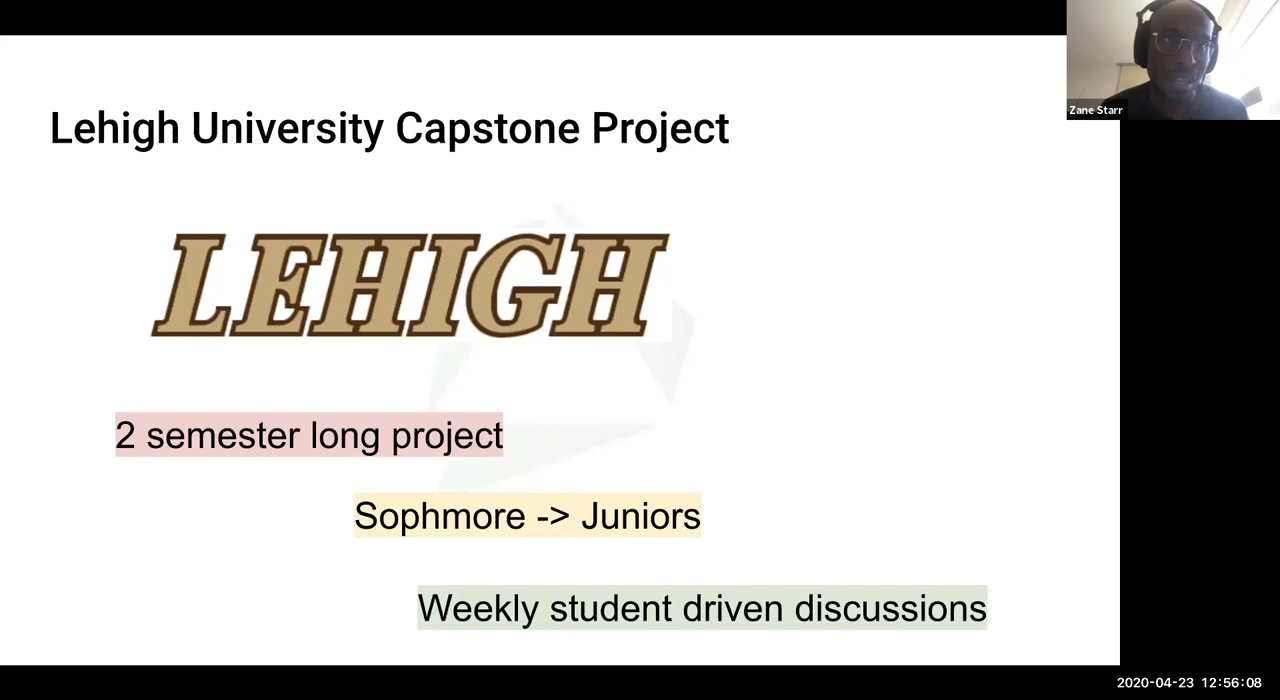 Zane Starr
Lehigh University Capstone Project
LEHIGH
2 semester long project
Sophmore -> Juniors
Weekly student driven discussions
2020-04-23 12:56:08